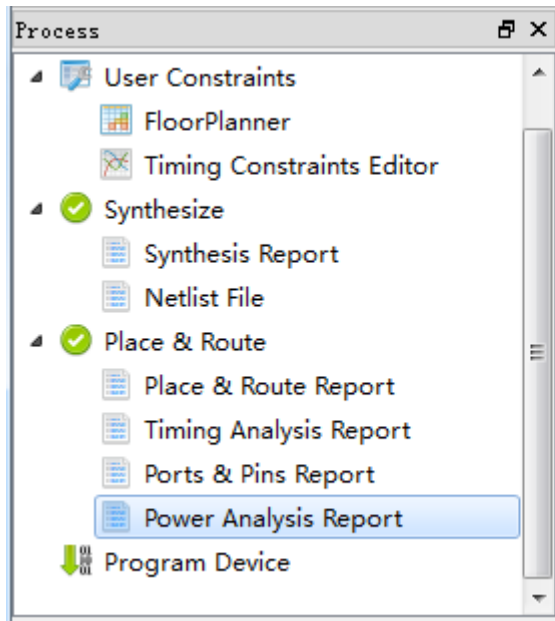 Process
User Constraints
FloorPlanner
Timing Constraints Editor
Synthesize
Synthesis Report
Netlist File
Place & Route
Place & Route Report
Timing Analysis Report
Ports & Pins Report
Power Analysis Report
Program Device